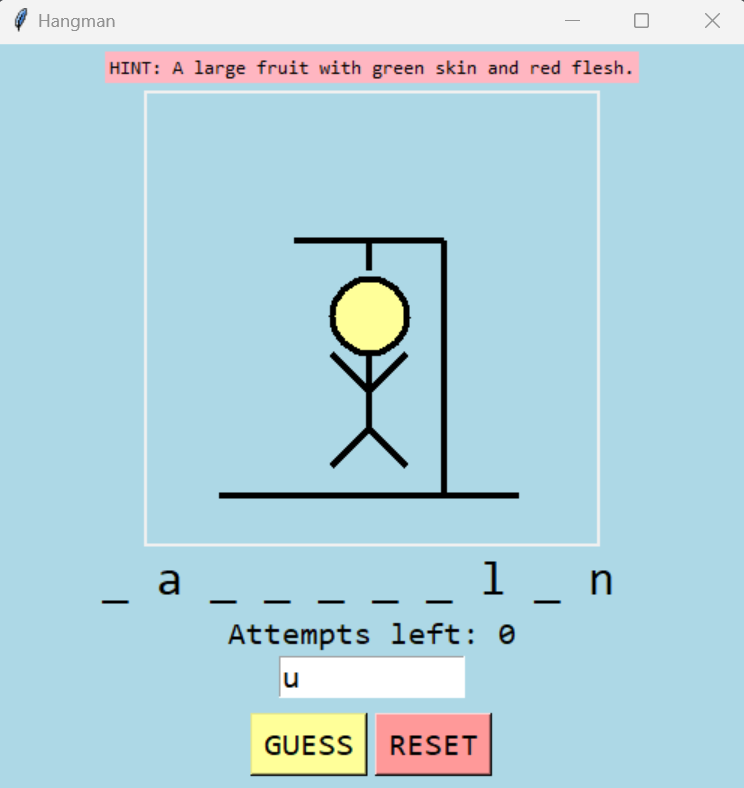 Hangman
HINT: A large fruit with green skin and red flesh.
_ a _ _ _ _ _ l _ n
Attempts left: 0
u
GUESS RESET